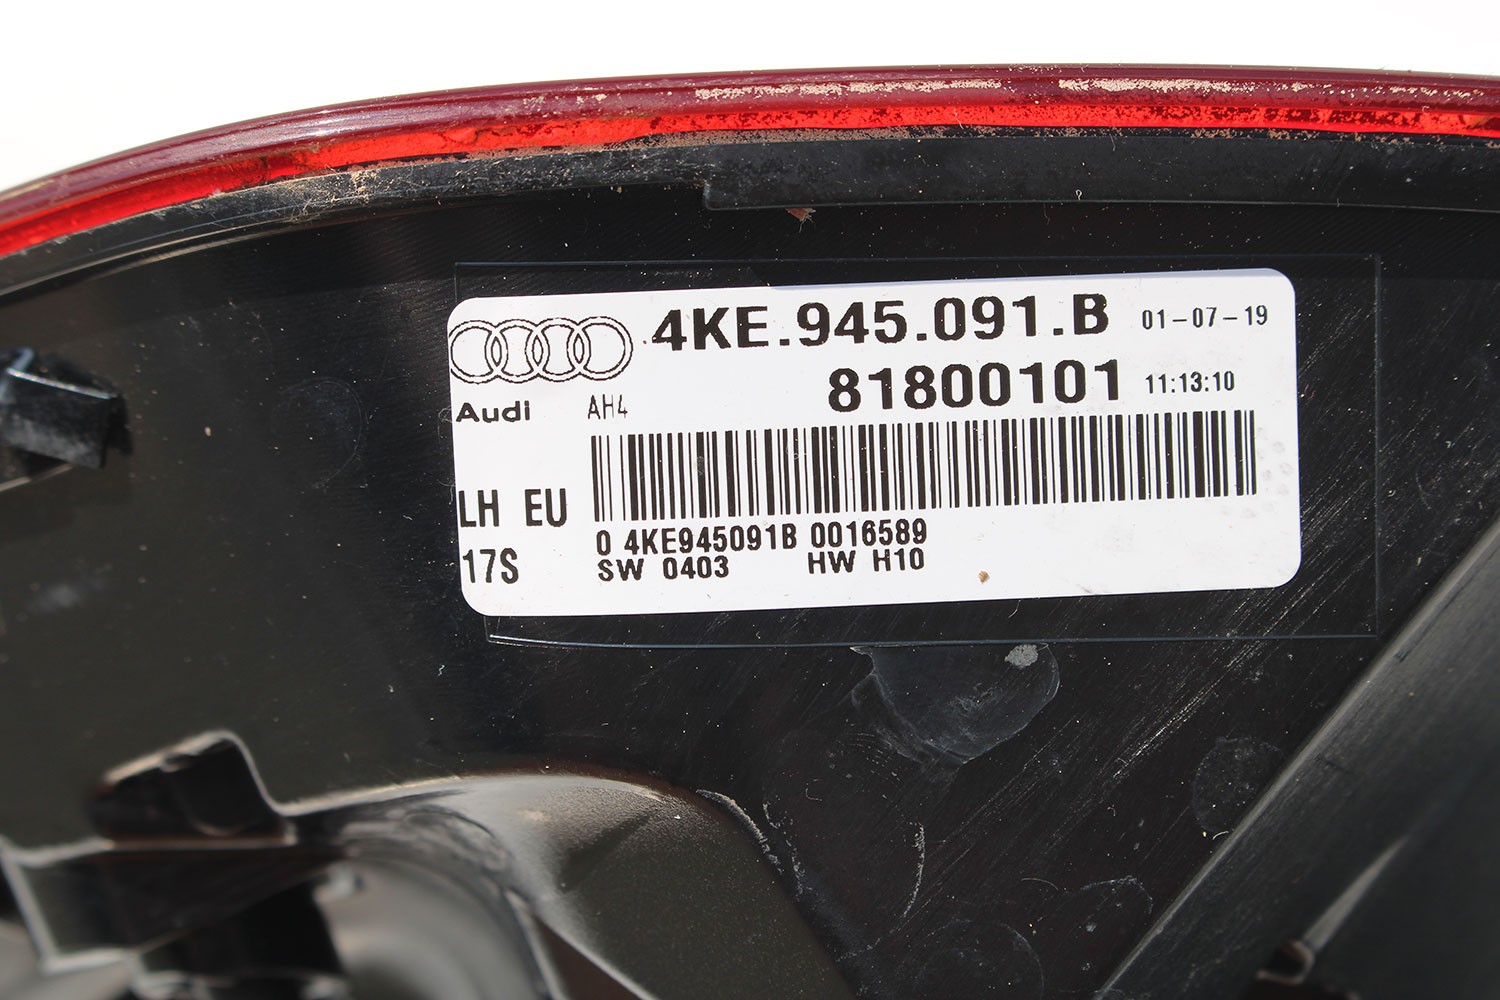 4KE.945.091.B 01-07-19
81800101 11:13:10
Audi AH4
LH EU
0 4KE945091B 0016589
17S SW 0403 HW H10